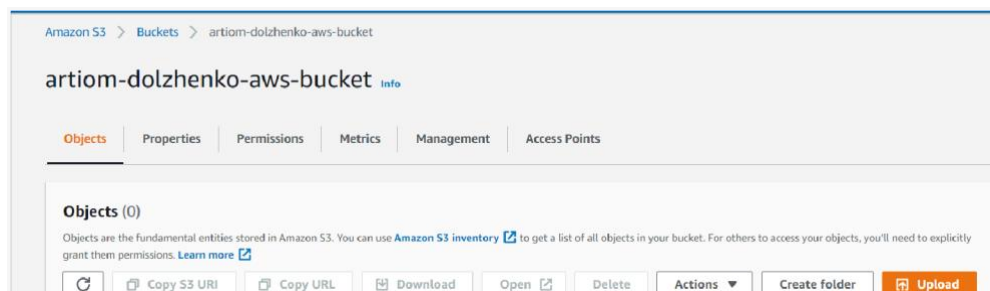 Amazon S3 > Buckets > artiom-dolzhenko-aws-bucket
artiom-dolzhenko-aws-bucket Info
Objects Properties Permissions Metrics Management Access Points
Objects (0)
Objects are the fundamental entities stored in Amazon S3. You can use Amazon S3 inventory to get a list of all objects in your bucket. For others to access your objects, you'll need to explicitly
grant them permissions. Learn more
Copy S3 URI Copy URL Download Open Delete Actions Create folder Upload